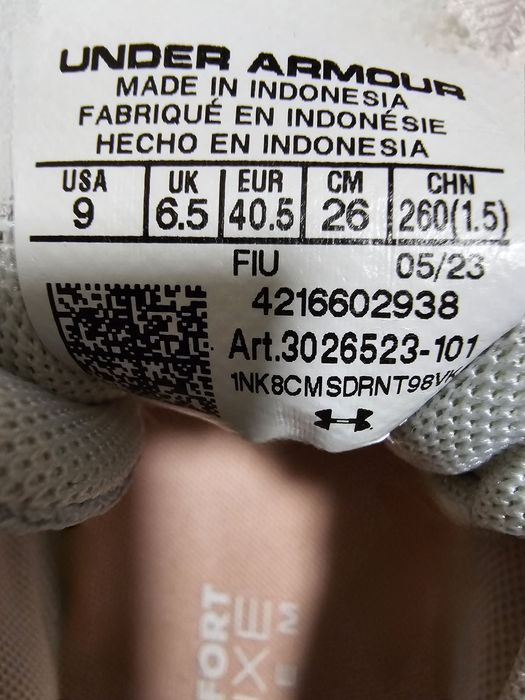 UNDER ARMOUR
MADE IN INDONESIA
FABRIQUÉ EN INDONÉSIE
HECHO EN INDONESIA
USA UK EUR CM CHN
9 6.5 40.5 26 260(1.5)
FIU 05/23
4216602938
Art.3026523-101
FORT